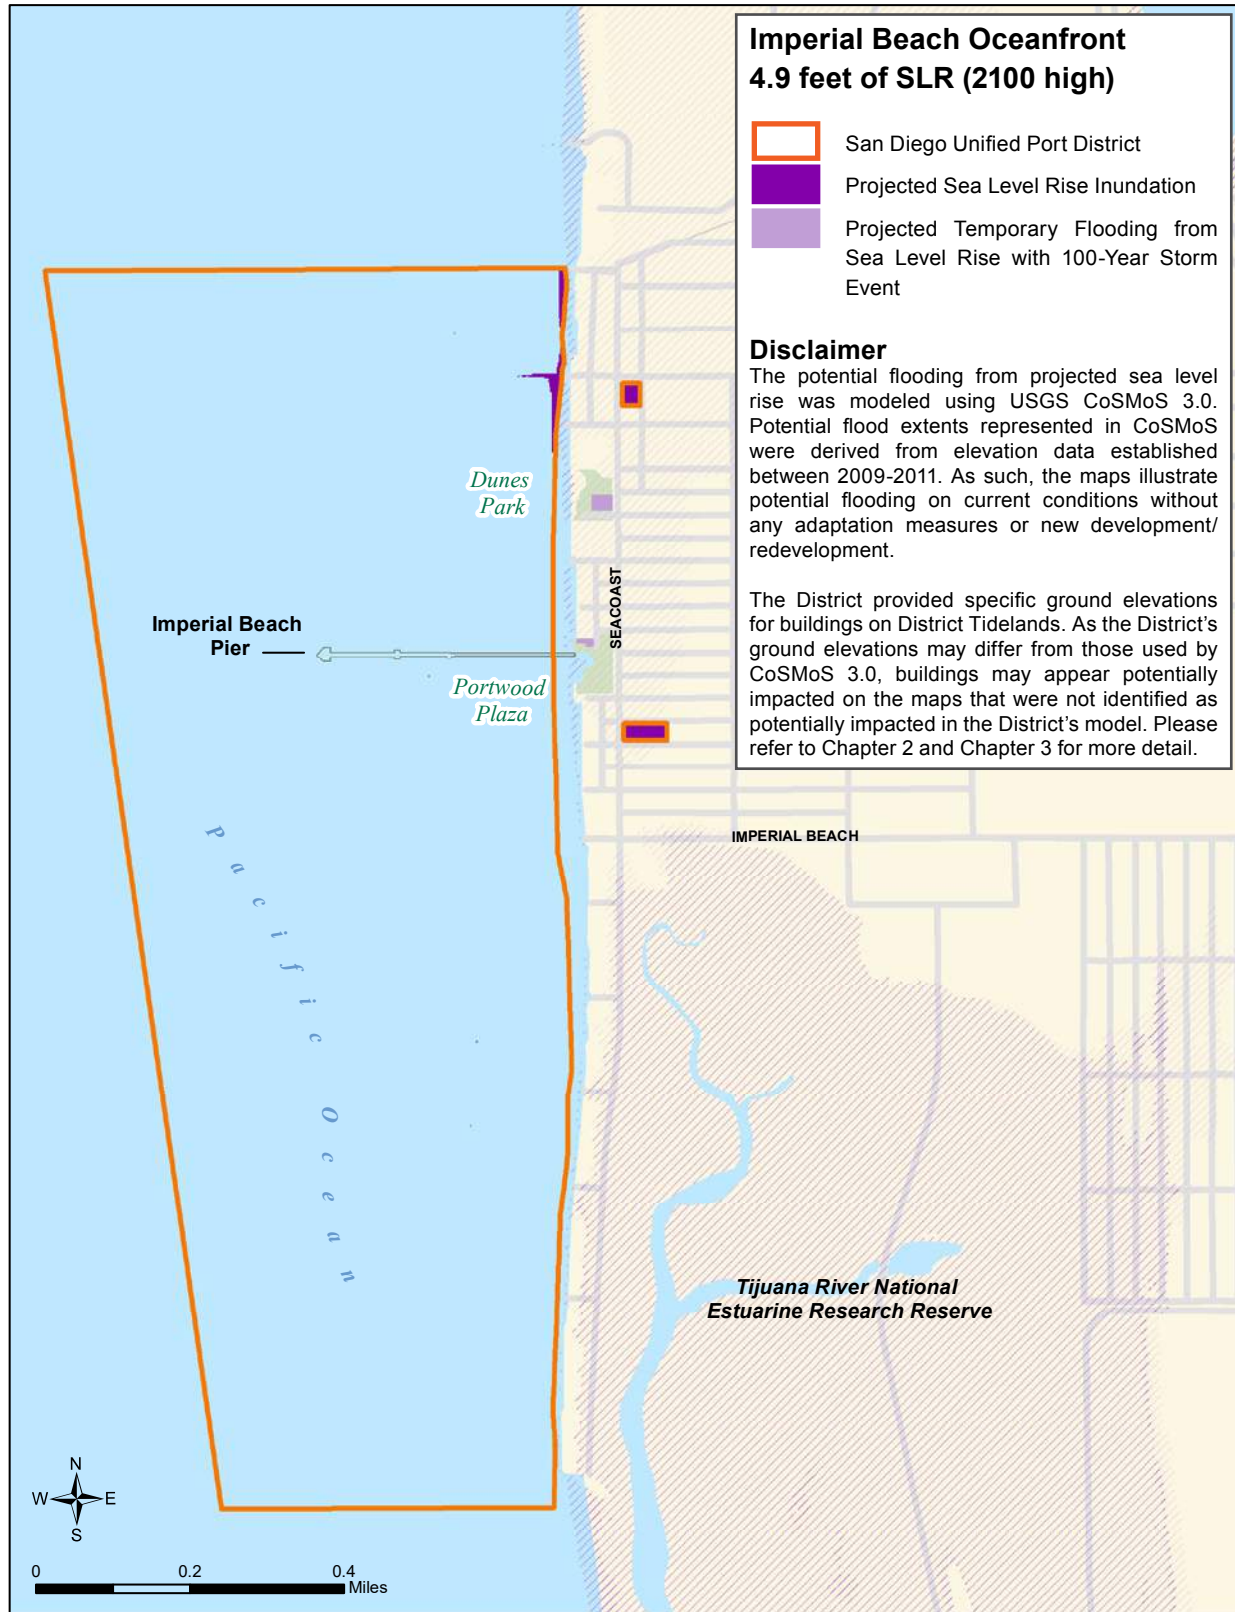 Imperial Beach Oceanfront
4.9 feet of SLR (2100 high)
San Diego Unified Port District
Projected Sea Level Rise Inundation
Projected Temporary Flooding from
Sea Level Rise with 100-Year Storm
Event
Disclaimer
The potential flooding from projected sea level
rise was modeled using USGS CoSMoS 3.0.
Potential flood extents represented in CoSMoS
were derived from elevation data established
between 2009-2011. As such, the maps illustrate
potential flooding on current conditions without
any adaptation measures or new development/
redevelopment.
The District provided specific ground elevations
for buildings on District Tidelands. As the District’s
ground elevations may differ from those used by
CoSMoS 3.0, buildings may appear potentially
impacted on the maps that were not identified as
potentially impacted in the District’s model. Please
refer to Chapter 2 and Chapter 3 for more detail.
Dunes
Park
SEACOAST
Imperial Beach
Pier
Portwood
Plaza
IMPERIAL BEACH
Pacific Ocean
Tijuana River National
Estuarine Research Reserve
N
W E
S
0 0.2 0.4
Miles